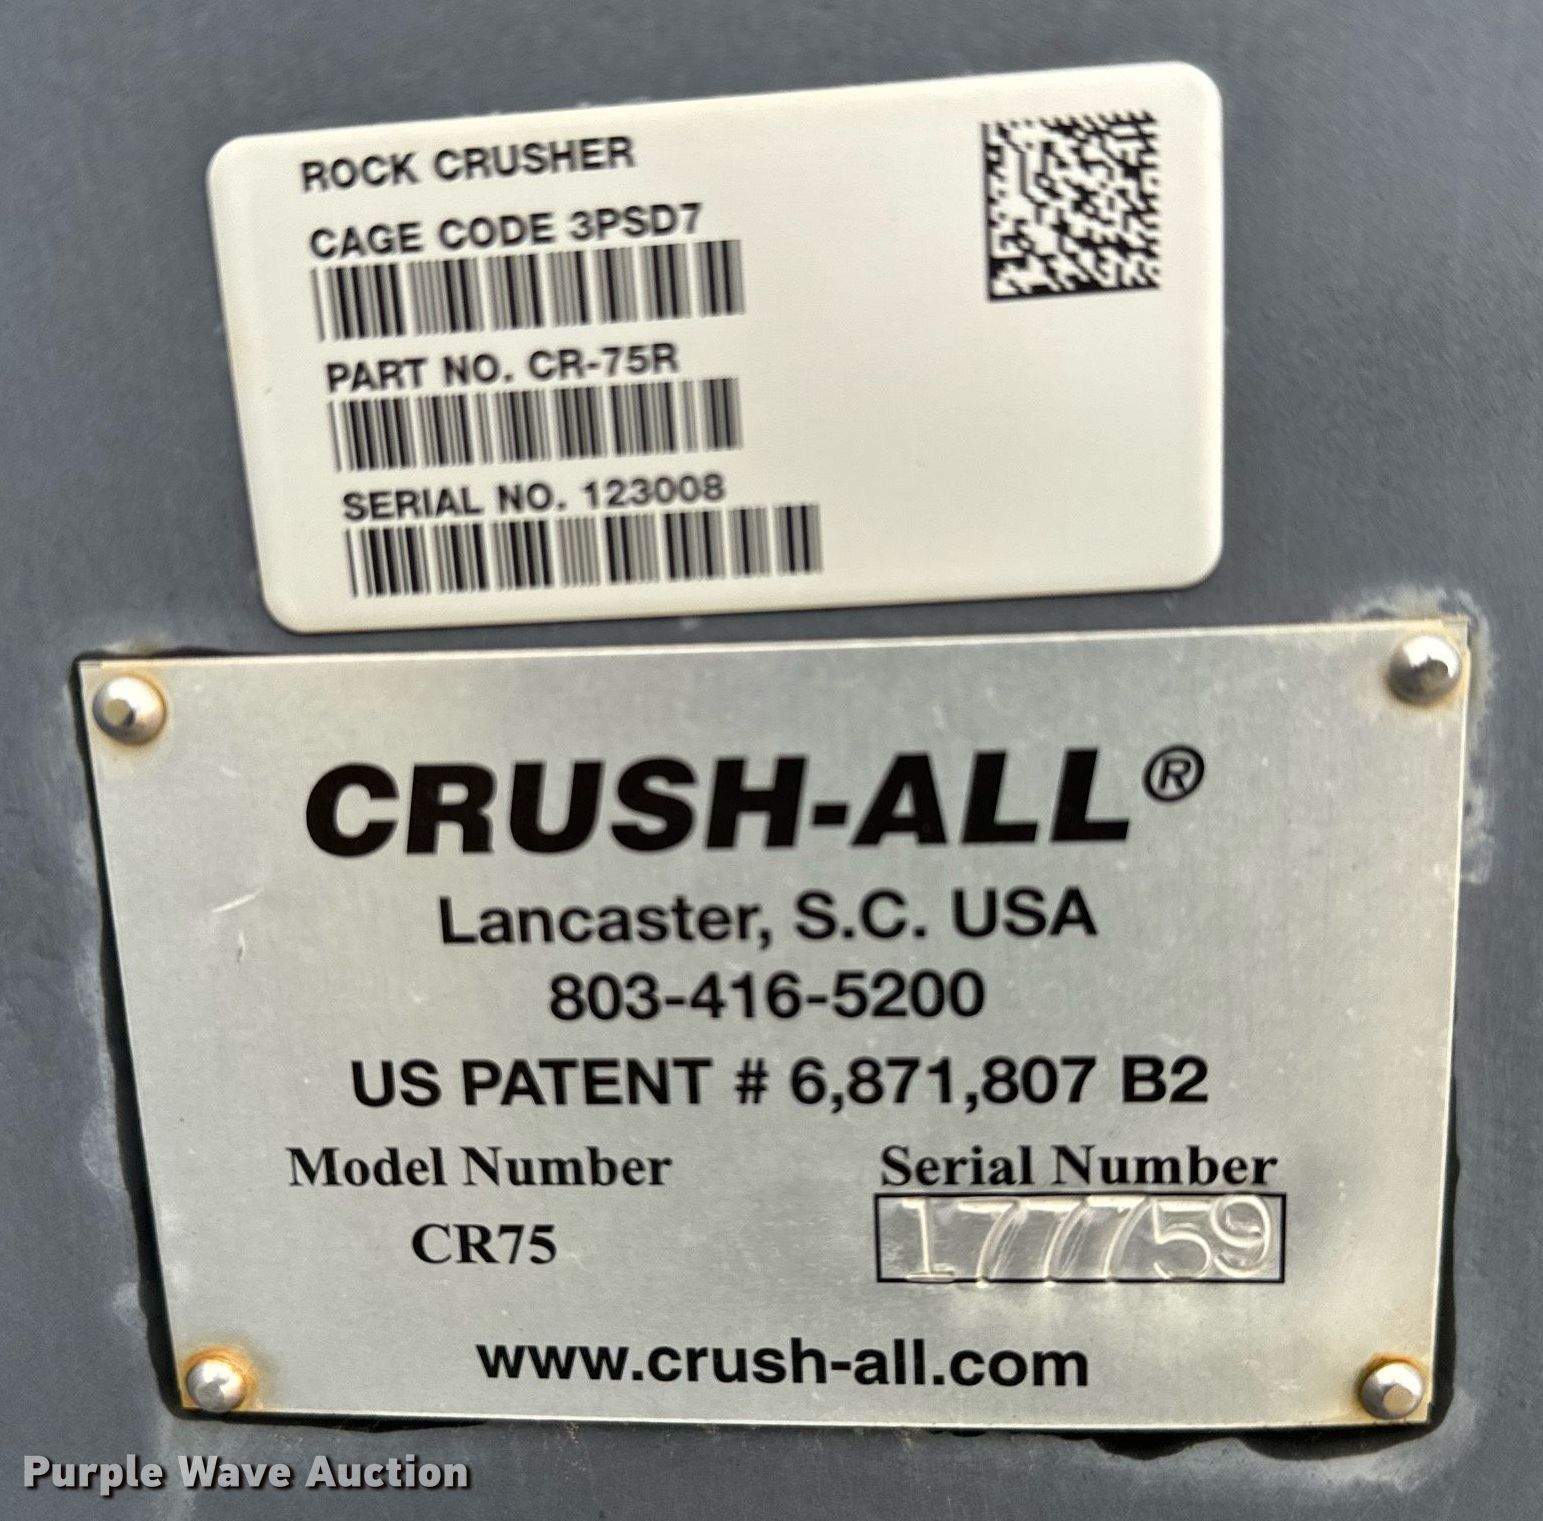 ROCK CRUSHER
CAGE CODE 3PSD7
PART NO. CR-75R
SERIAL NO. 123008
CRUSH-ALL®
Lancaster, S.C. USA
803-416-5200
US PATENT # 6,871,807 B2
Model Number
Serial Number
CR75
177759
www.crush-all.com
Purple Wave Auction